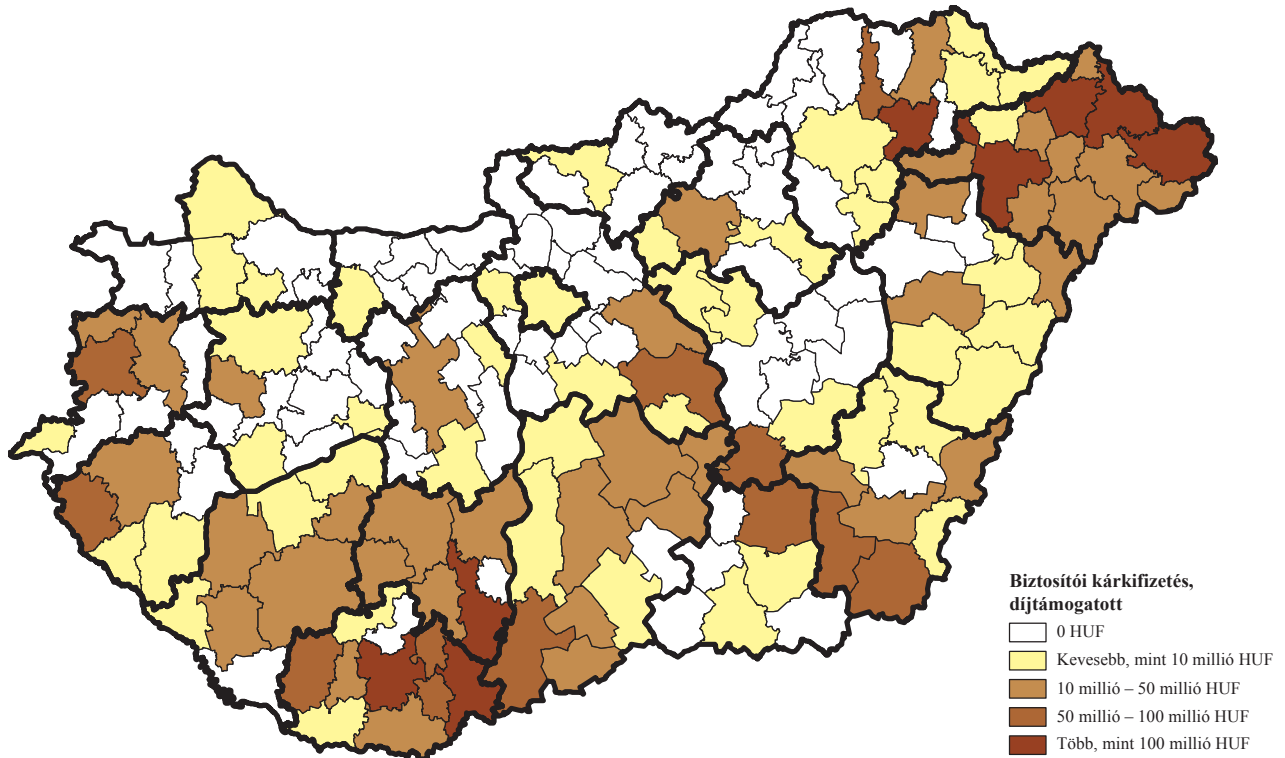 Biztosítói kárkifizetés,
díjtámogatott
0 HUF
Kevesebb, mint 10 millió HUF
10 millió – 50 millió HUF
50 millió – 100 millió HUF
Több, mint 100 millió HUF